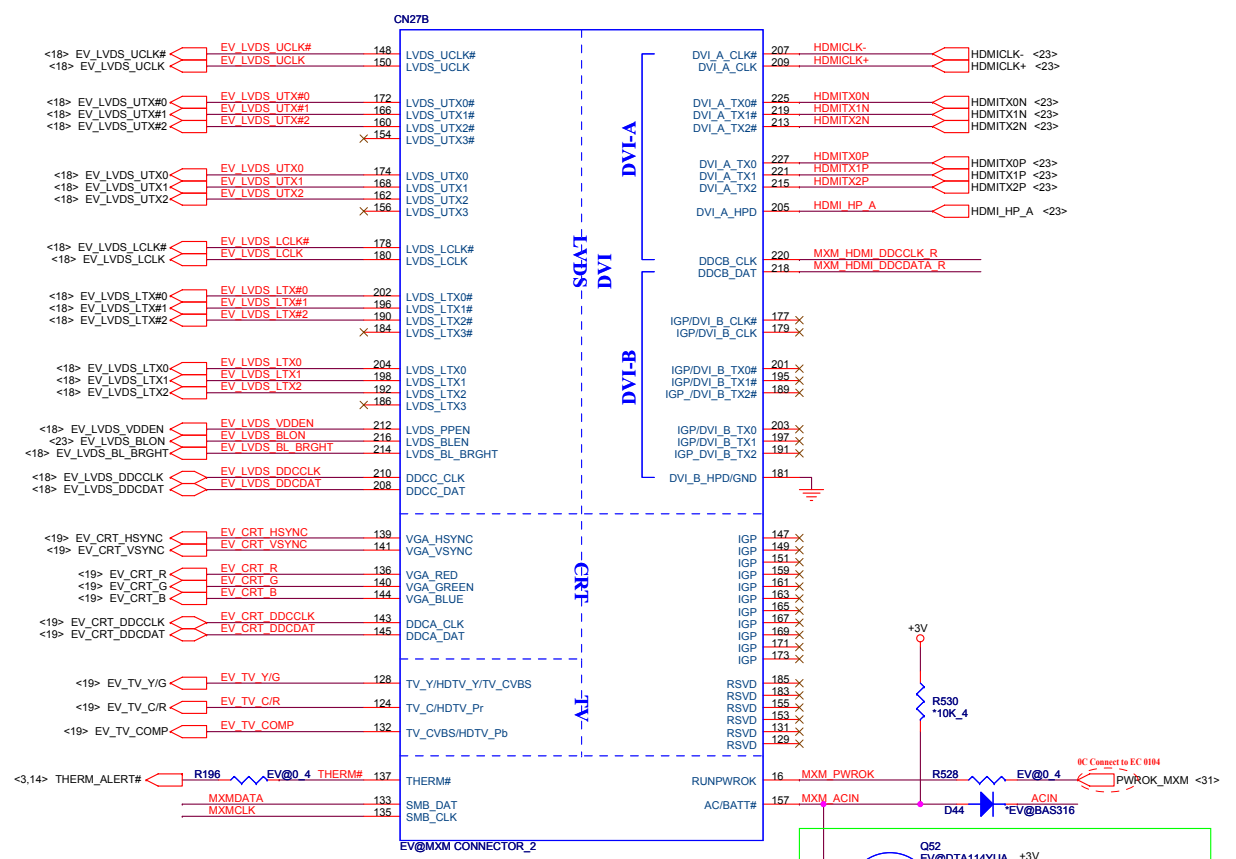 CN27B
<18> EV_LVDS_UCLK# EV_LVDS_UCLK# 148 LVDS_UCLK#
<18> EV_LVDS_UCLK EV_LVDS_UCLK 150 LVDS_UCLK
<18> EV_LVDS_UTX#0 EV_LVDS_UTX#0 172 LVDS_UTX0#
<18> EV_LVDS_UTX#1 EV_LVDS_UTX#1 166 LVDS_UTX1#
<18> EV_LVDS_UTX#2 EV_LVDS_UTX#2 160 LVDS_UTX2#
154 LVDS_UTX3#
<18> EV_LVDS_UTX0 EV_LVDS_UTX0 174 LVDS_UTX0
<18> EV_LVDS_UTX1 EV_LVDS_UTX1 168 LVDS_UTX1
<18> EV_LVDS_UTX2 EV_LVDS_UTX2 162 LVDS_UTX2
156 LVDS_UTX3
<18> EV_LVDS_LCLK# EV_LVDS_LCLK# 178 LVDS_LCLK#
<18> EV_LVDS_LCLK EV_LVDS_LCLK 180 LVDS_LCLK
<18> EV_LVDS_LTX#0 EV_LVDS_LTX#0 202 LVDS_LTX0#
<18> EV_LVDS_LTX#1 EV_LVDS_LTX#1 196 LVDS_LTX1#
<18> EV_LVDS_LTX#2 EV_LVDS_LTX#2 190 LVDS_LTX2#
184 LVDS_LTX3#
<18> EV_LVDS_LTX0 EV_LVDS_LTX0 204 LVDS_LTX0
<18> EV_LVDS_LTX1 EV_LVDS_LTX1 198 LVDS_LTX1
<18> EV_LVDS_LTX2 EV_LVDS_LTX2 192 LVDS_LTX2
186 LVDS_LTX3
<18> EV_LVDS_VDDEN EV_LVDS_VDDEN 212 LVDS_PPEN
<23> EV_LVDS_BLON EV_LVDS_BLON 216 LVDS_BLEN
<18> EV_LVDS_BL_BRGHT EV_LVDS_BL_BRGHT 214 LVDS_BL_BRGHT
<18> EV_LVDS_DDCCLK EV_LVDS_DDCCLK 210 DDCC_CLK
<18> EV_LVDS_DDCDAT EV_LVDS_DDCDAT 208 DDCC_DAT
<19> EV_CRT_HSYNC EV_CRT_HSYNC 139 VGA_HSYNC
<19> EV_CRT_VSYNC EV_CRT_VSYNC 141 VGA_VSYNC
<19> EV_CRT_R EV_CRT_R 136 VGA_RED
<19> EV_CRT_G EV_CRT_G 140 VGA_GREEN
<19> EV_CRT_B EV_CRT_B 144 VGA_BLUE
<19> EV_CRT_DDCCLK EV_CRT_DDCCLK 143 DDCA_CLK
<19> EV_CRT_DDCDAT EV_CRT_DDCDAT 145 DDCA_DAT
<19> EV_TV_Y/G EV_TV_Y/G 128 TV_Y/HDTV_Y/TV_CVBS
<19> EV_TV_C/R EV_TV_C/R 124 TV_C/HDTV_Pr
<19> EV_TV_COMP EV_TV_COMP 132 TV_CVBS/HDTV_Pb
<3,14> THERM_ALERT# R196 EV@0_4 THERM# 137 THERM#
MXMDATA 133 SMB_DAT
MXMCLK 135 SMB_CLK
EV@MXM CONNECTOR_2
LVDS
DVI
DVI-A
DVI-B
CRT
TV
DVI_A_CLK# 207 HDMICLK- HDMICLK- <23>
DVI_A_CLK 209 HDMICLK+ HDMICLK+ <23>
DVI_A_TX0# 225 HDMITX0N HDMITX0N <23>
DVI_A_TX1# 219 HDMITX1N HDMITX1N <23>
DVI_A_TX2# 213 HDMITX2N HDMITX2N <23>
DVI_A_TX0 227 HDMITX0P HDMITX0P <23>
DVI_A_TX1 221 HDMITX1P HDMITX1P <23>
DVI_A_TX2 215 HDMITX2P HDMITX2P <23>
DVI_A_HPD 205 HDMI_HP_A HDMI_HP_A <23>
DDCB_CLK 220 MXM_HDMI_DDCCLK_R
DDCB_DAT 218 MXM_HDMI_DDCDATA_R
IGP/DVI_B_CLK# 177
IGP/DVI_B_CLK 179
IGP/DVI_B_TX0# 201
IGP/DVI_B_TX1# 195
IGP_/DVI_B_TX2# 189
IGP/DVI_B_TX0 203
IGP/DVI_B_TX1 197
IGP_DVI_B_TX2 191
DVI_B_HPD/GND 181
IGP 147
IGP 149
IGP 151
IGP 159
IGP 161
IGP 163
IGP 165
IGP 167
IGP 169
IGP 171
IGP 173
RSVD 185
RSVD 183
RSVD 155
RSVD 153
RSVD 131
RSVD 129
+3V
R530
*10K_4
0C Connect to EC 0104
RUNPWROK 16 MXM_PWROK R528 EV@0_4 PWROK_MXM <31>
AC/BATT# 157 MXM_ACIN D44 *EV@BAS316 ACIN
Q52
EV@DTA114YUA +3V